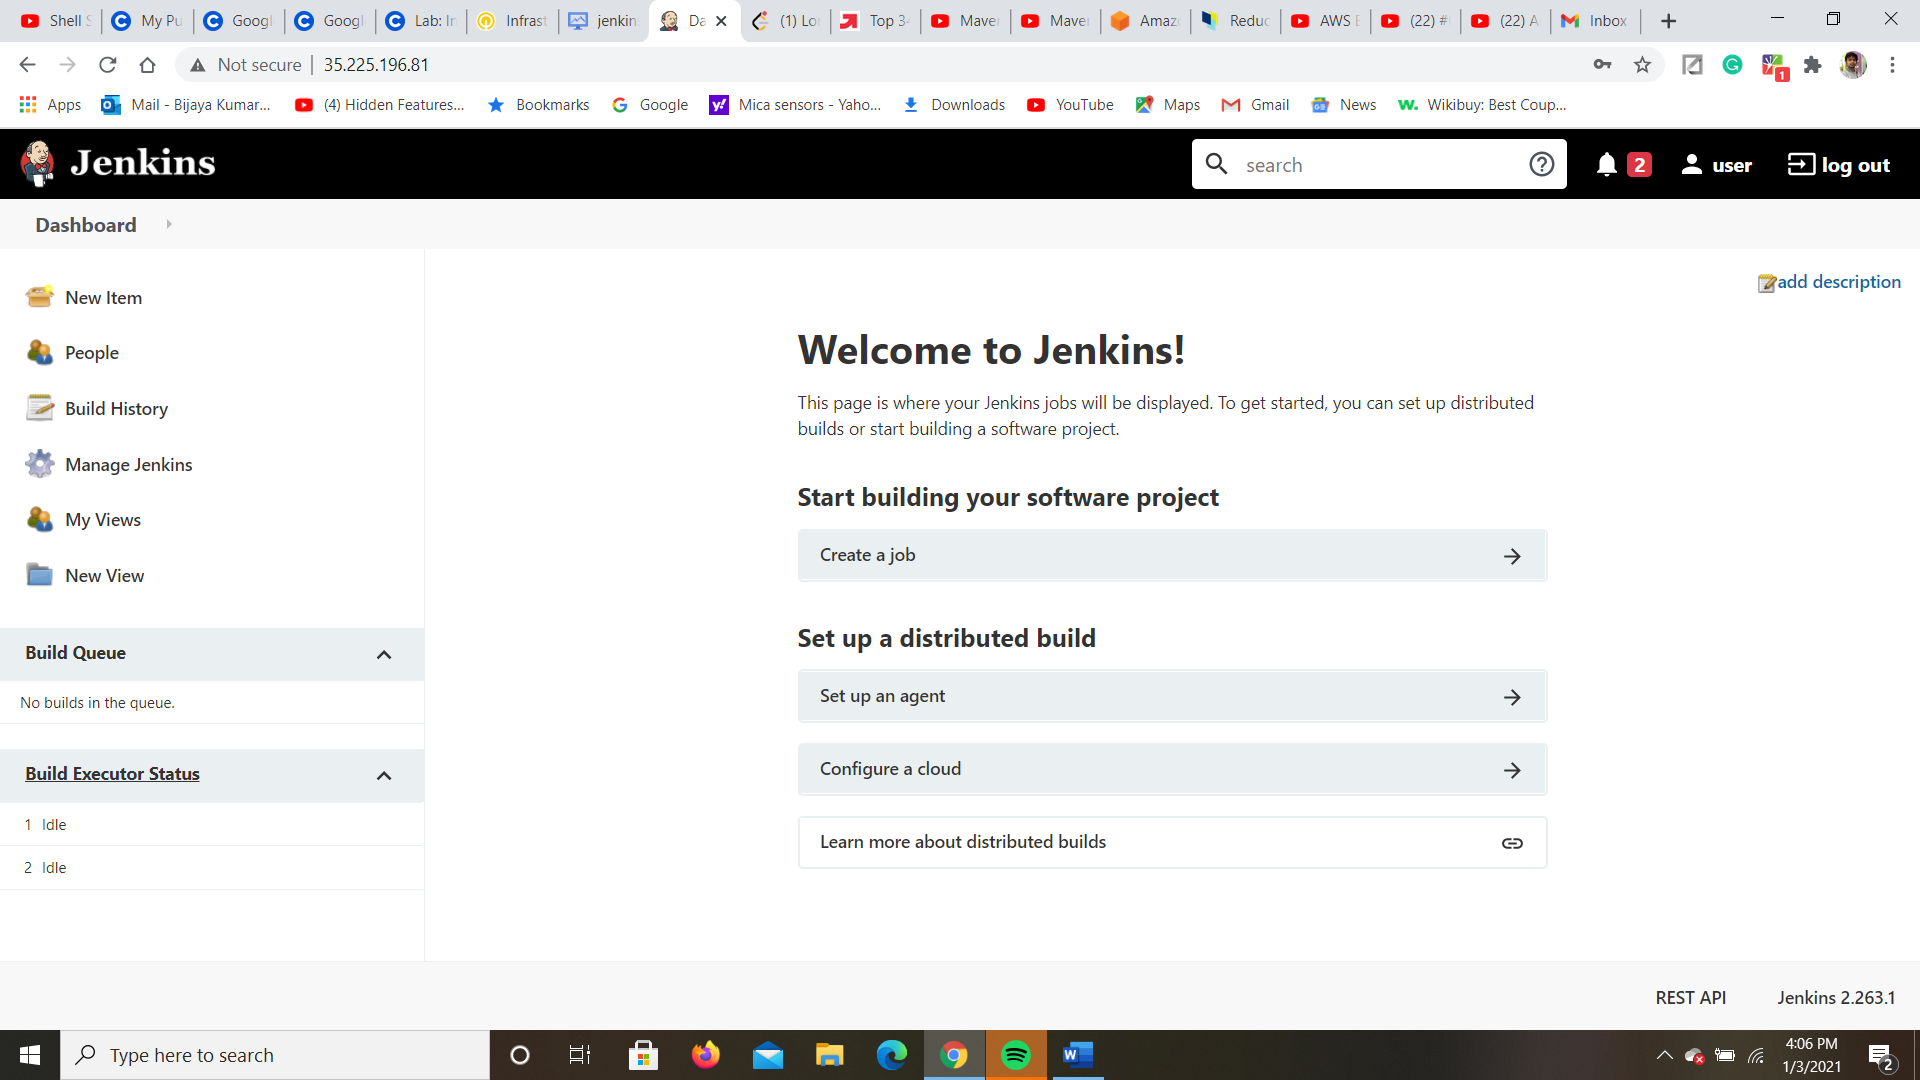 Shell S
My Pu
Googl
Googl
Lab: In
Infrast
jenkin
Da
(1) Lo
Top 3
Maven
Maven
Amaz
Reduc
AWS E
(22) #
(22) A
Inbox
Not secure
35.225.196.81
Apps
Mail - Bijaya Kumar...
(4) Hidden Features...
Bookmarks
Google
Mica sensors - Yaho...
Downloads
YouTube
Maps
Gmail
News
Wikibuy: Best Coup...
Jenkins
search
2
user
log out
Dashboard
New Item
People
Build History
Manage Jenkins
My Views
New View
Build Queue
No builds in the queue.
Build Executor Status
1 Idle
2 Idle
add description
Welcome to Jenkins!
This page is where your Jenkins jobs will be displayed. To get started, you can set up distributed
builds or start building a software project.
Start building your software project
Create a job
Set up a distributed build
Set up an agent
Configure a cloud
Learn more about distributed builds
REST API
Jenkins 2.263.1
Type here to search
4:06 PM
1/3/2021
2